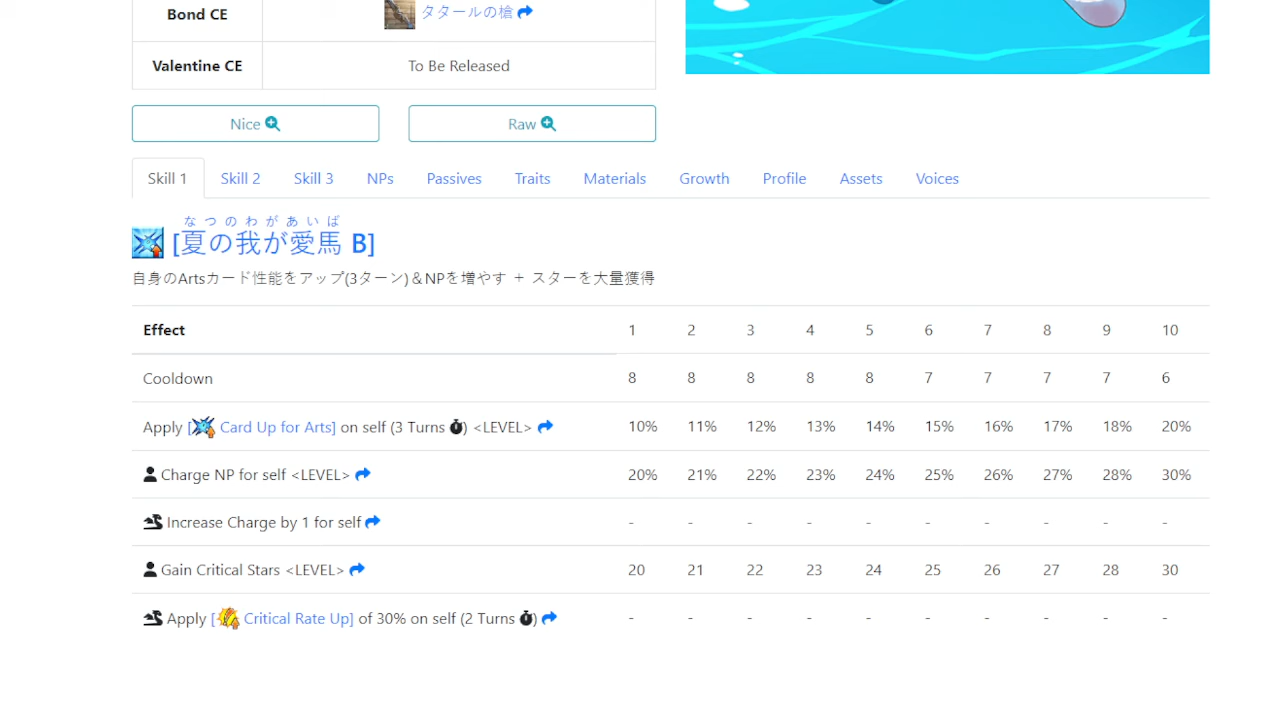 Bond CE タタールの槍
Valentine CE To Be Released
Nice Raw
Skill 1 Skill 2 Skill 3 NPs Passives Traits Materials Growth Profile Assets Voices
なつのわがあいば
[夏の我が愛馬 B]
自身のArtsカード性能をアップ(3ターン)＆NPを増やす ＋ スターを大量獲得
Effect 1 2 3 4 5 6 7 8 9 10
Cooldown 8 8 8 8 8 7 7 7 7 6
Apply [Card Up for Arts] on self (3 Turns ) <LEVEL> 10% 11% 12% 13% 14% 15% 16% 17% 18% 20%
Charge NP for self <LEVEL> 20% 21% 22% 23% 24% 25% 26% 27% 28% 30%
Increase Charge by 1 for self - - - - - - - - - -
Gain Critical Stars <LEVEL> 20 21 22 23 24 25 26 27 28 30
Apply [Critical Rate Up] of 30% on self (2 Turns ) - - - - - - - - - -